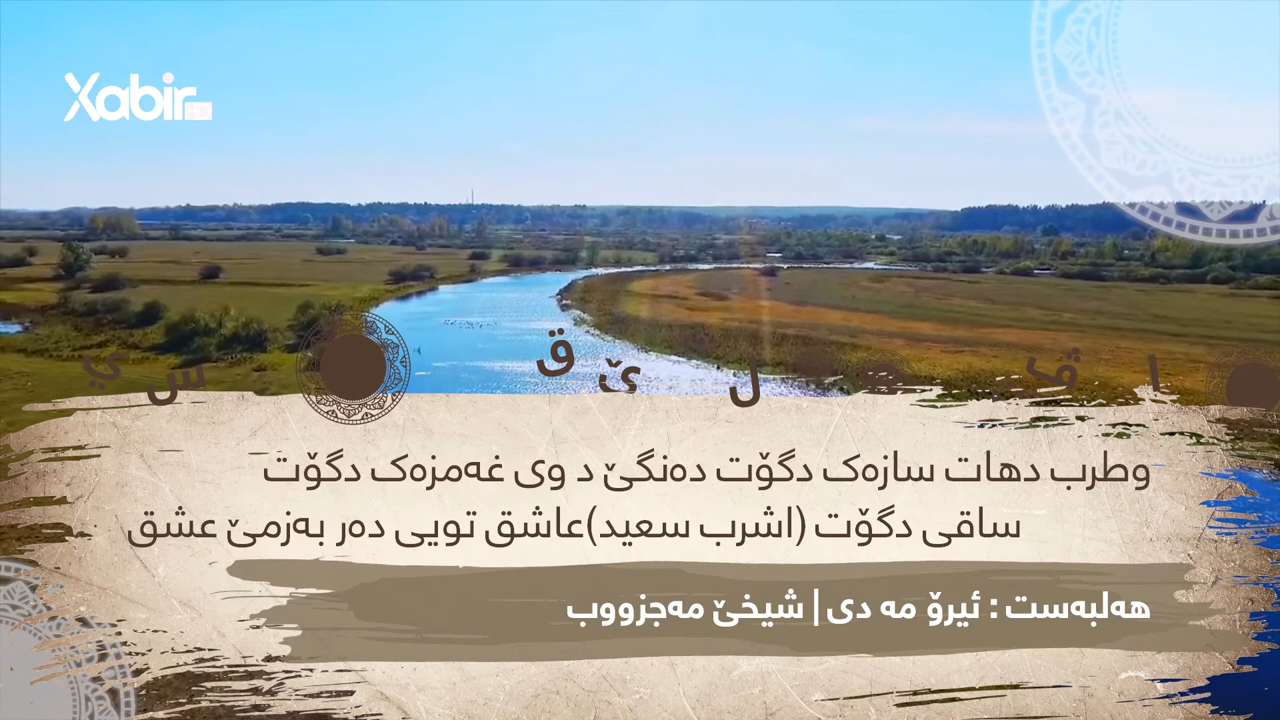 Xabir HD
وطرب دهات سازەک دگۆت دەنگێ د وی غەمزەک دگۆت
ساقی دگۆت (اشرب سعید)عاشق تویی دەر بەزمێ عشق
هەلبەست : ئیرۆ مە دی | شیخێ مەجزووب